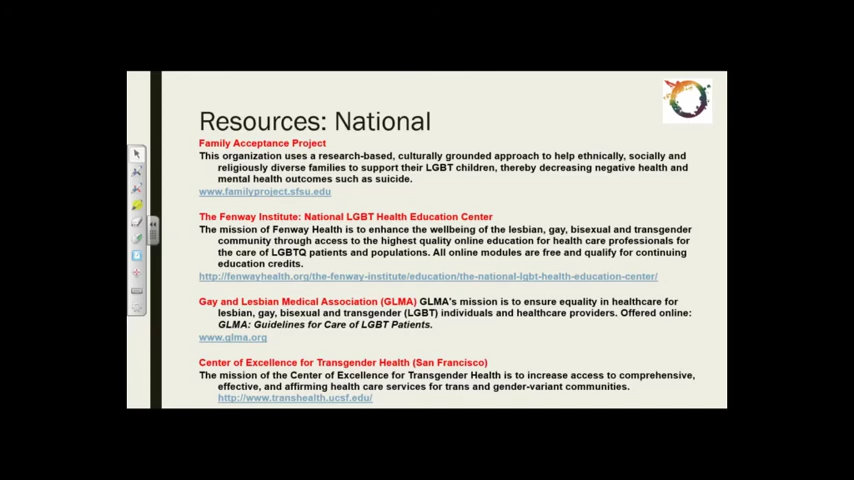 Resources: National
Family Acceptance Project
This organization uses a research-based, culturally grounded approach to help ethnically, socially and
religiously diverse families to support their LGBT children, thereby decreasing negative health and
mental health outcomes such as suicide.
www.familyproject.sfsu.edu
The Fenway Institute: National LGBT Health Education Center
The mission of Fenway Health is to enhance the wellbeing of the lesbian, gay, bisexual and transgender
community through access to the highest quality online education for health care professionals for
the care of LGBTQ patients and populations. All online modules are free and qualify for continuing
education credits.
http://fenwayhealth.org/the-fenway-institute/education/the-national-lgbt-health-education-center/
Gay and Lesbian Medical Association (GLMA) GLMA's mission is to ensure equality in healthcare for
lesbian, gay, bisexual and transgender (LGBT) individuals and healthcare providers. Offered online:
GLMA: Guidelines for Care of LGBT Patients.
www.glma.org
Center of Excellence for Transgender Health (San Francisco)
The mission of the Center of Excellence for Transgender Health is to increase access to comprehensive,
effective, and affirming health care services for trans and gender-variant communities.
http://www.transhealth.ucsf.edu/